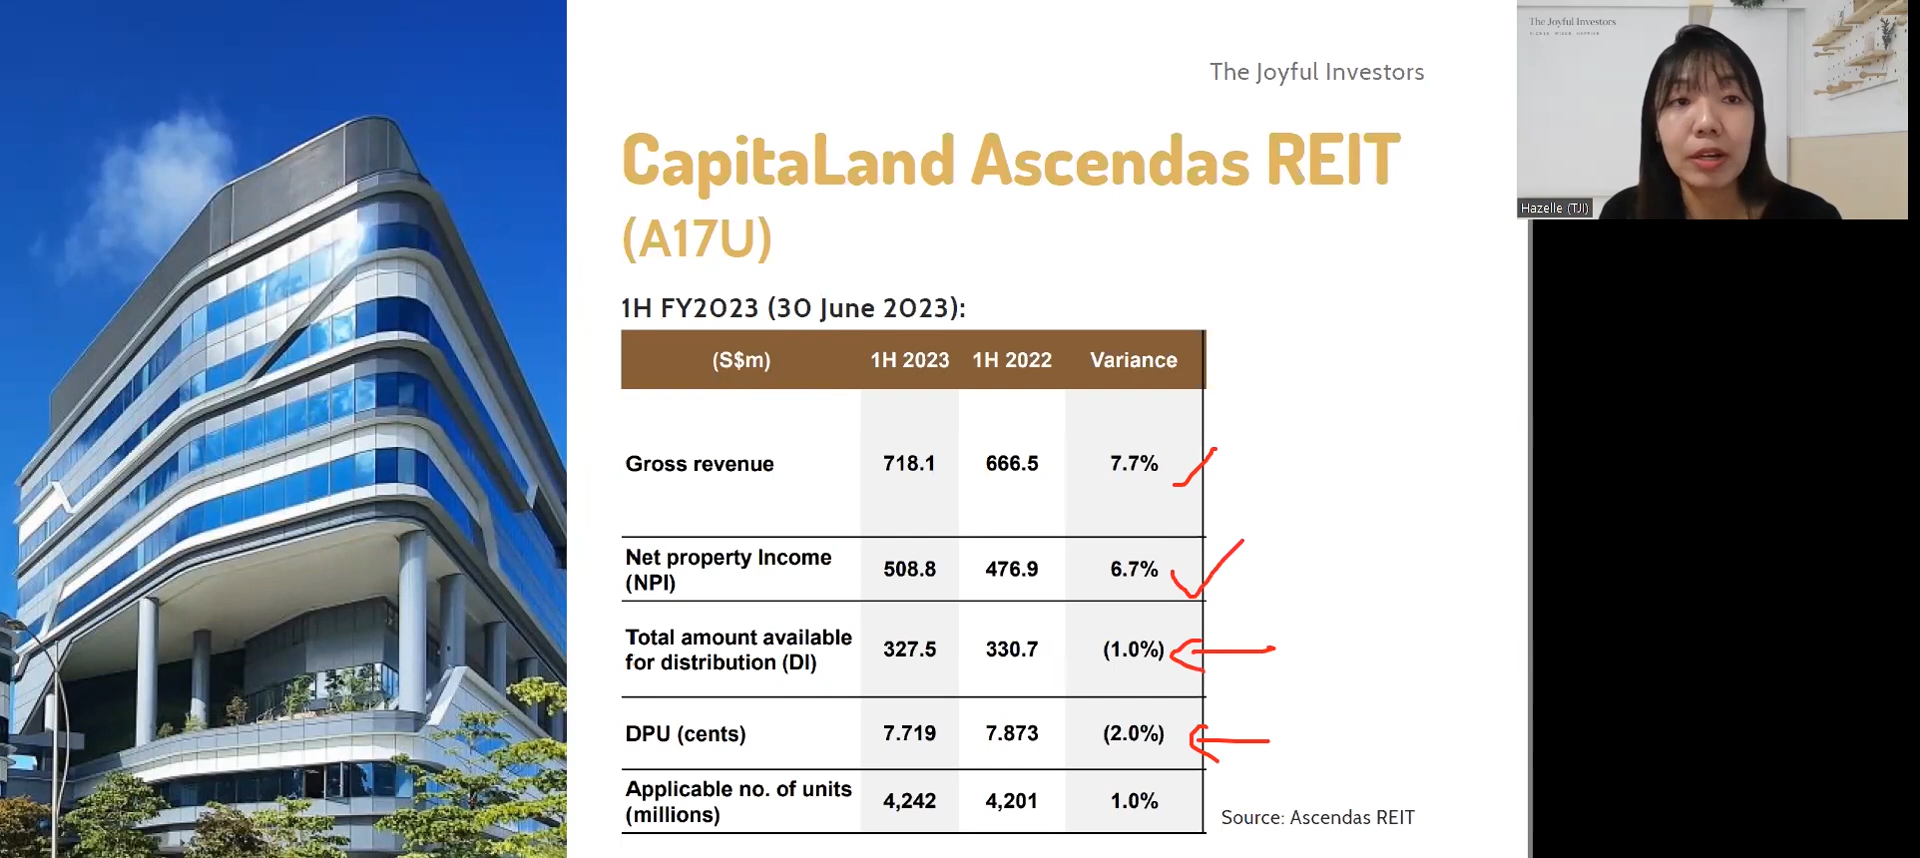 The Joyful Investors
CapitaLand Ascendas REIT
(A17U)
1H FY2023 (30 June 2023):
(S$m) 1H 2023 1H 2022 Variance
Gross revenue 718.1 666.5 7.7%
Net property Income
(NPI) 508.8 476.9 6.7%
Total amount available
for distribution (DI) 327.5 330.7 (1.0%)
DPU (cents) 7.719 7.873 (2.0%)
Applicable no. of units
(millions) 4,242 4,201 1.0%
Source: Ascendas REIT
The Joyful Investors
Hazelle (TJI)